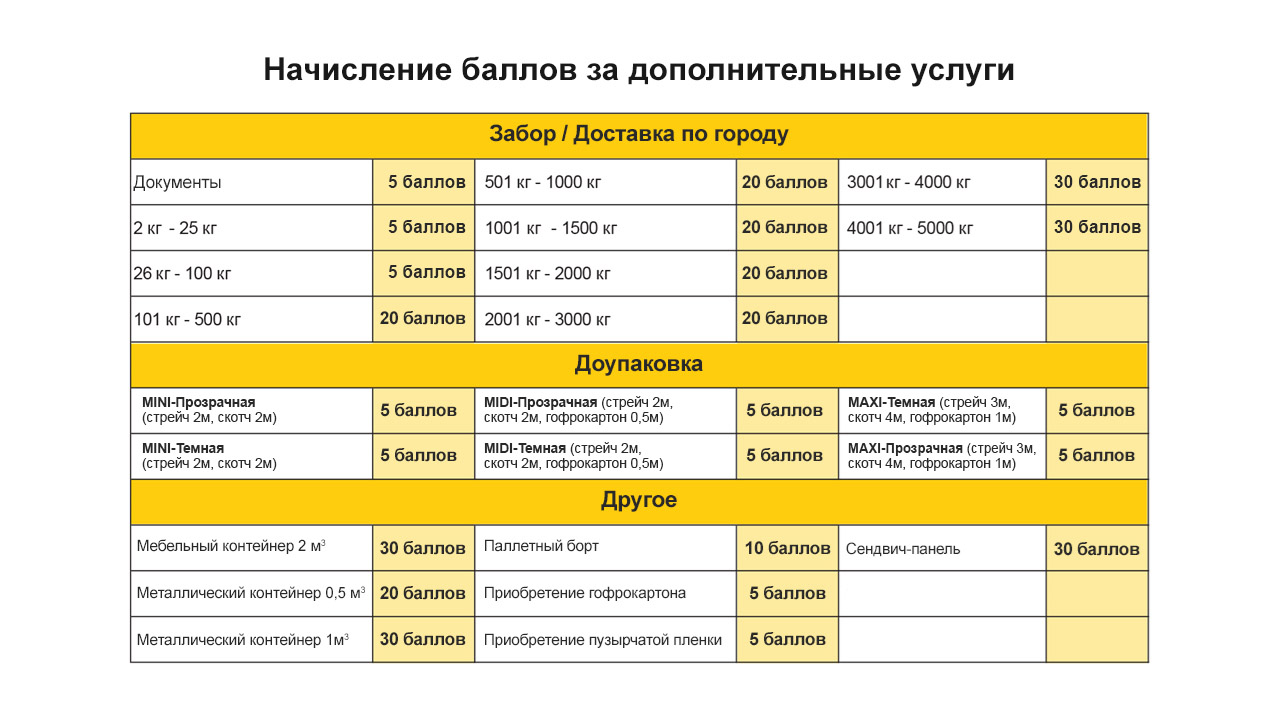 Начисление баллов за дополнительные услуги
Забор / Доставка по городу
Документы 5 баллов 501 кг - 1000 кг 20 баллов 3001 кг - 4000 кг 30 баллов
2 кг - 25 кг 5 баллов 1001 кг - 1500 кг 20 баллов 4001 кг - 5000 кг 30 баллов
26 кг - 100 кг 5 баллов 1501 кг - 2000 кг 20 баллов
101 кг - 500 кг 20 баллов 2001 кг - 3000 кг 20 баллов
Доупаковка
MINI-Прозрачная
(стрейч 2м, скотч 2м)
5 баллов
MIDI-Прозрачная (стрейч 2м,
скотч 2м, гофрокартон 0,5м)
5 баллов
MAXI-Темная (стрейч 3м,
скотч 4м, гофрокартон 1м)
5 баллов
MINI-Темная
(стрейч 2м, скотч 2м)
5 баллов
MIDI-Темная (стрейч 2м,
скотч 2м, гофрокартон 0,5м)
5 баллов
MAXI-Прозрачная (стрейч 3м,
скотч 4м, гофрокартон 1м)
5 баллов
Другое
Мебельный контейнер 2 м³ 30 баллов Паллетный борт 10 баллов Сендвич-панель 30 баллов
Металлический контейнер 0,5 м³ 20 баллов Приобретение гофрокартона 5 баллов
Металлический контейнер 1м³ 30 баллов Приобретение пузырчатой пленки 5 баллов